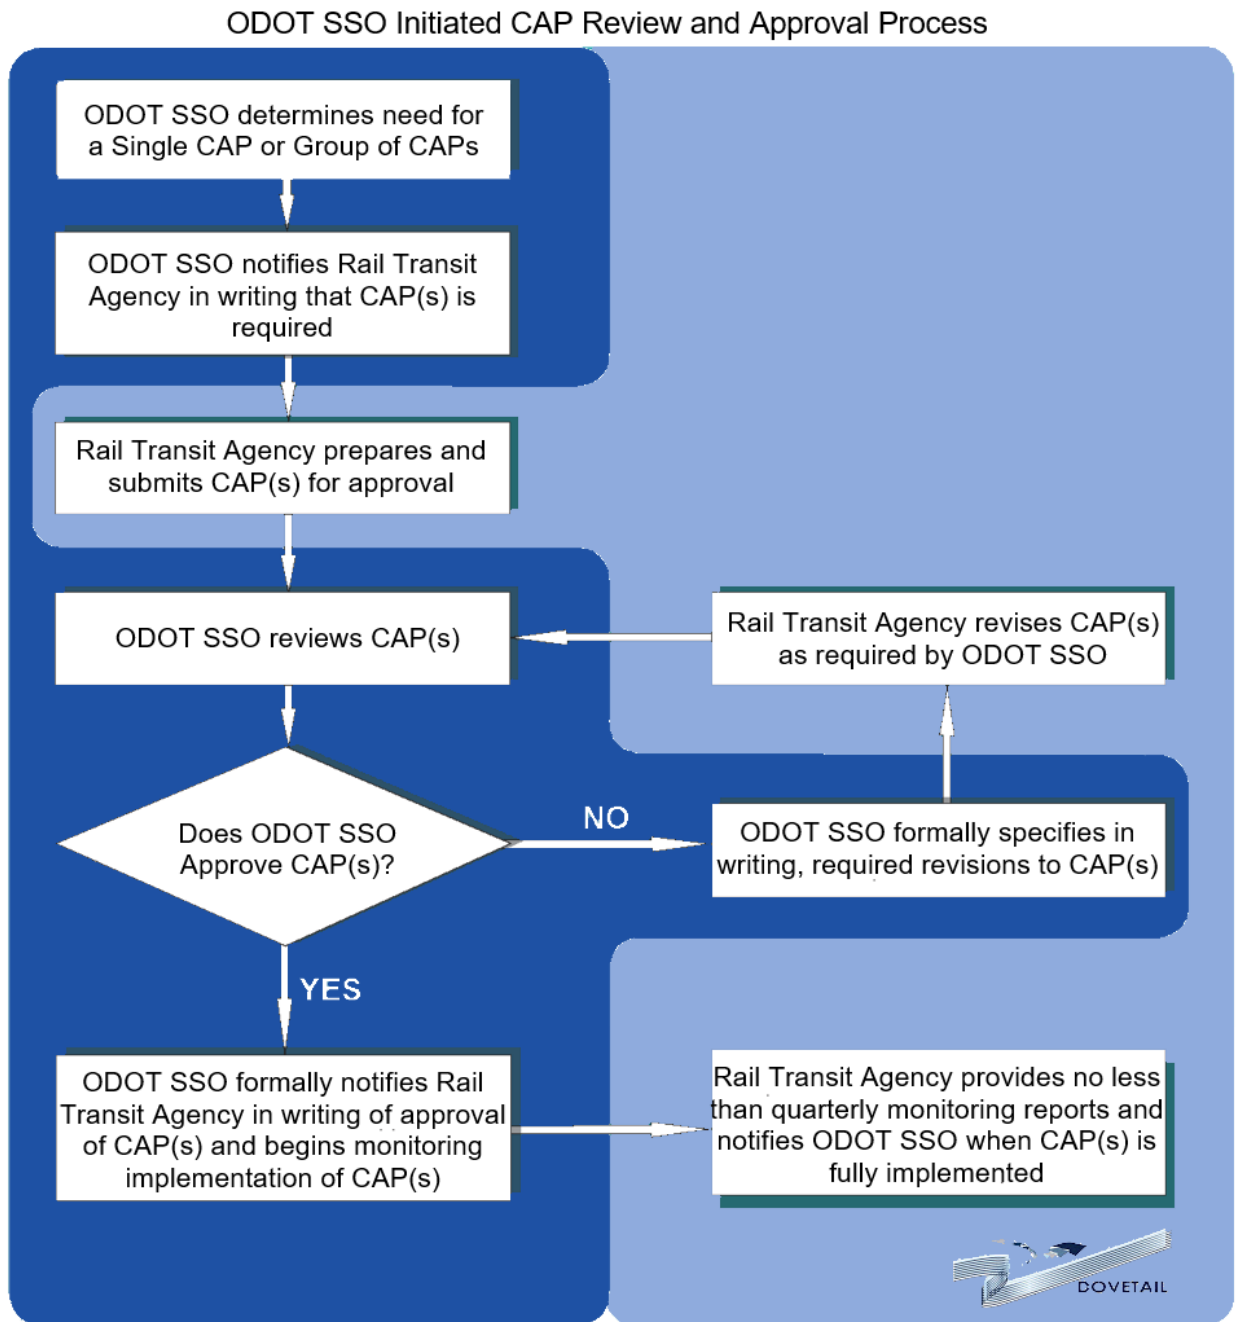 ODOT SSO Initiated CAP Review and Approval Process
ODOT SSO determines need for
a Single CAP or Group of CAPs
ODOT SSO notifies Rail Transit
Agency in writing that CAP(s) is
required
Rail Transit Agency prepares and
submits CAP(s) for approval
ODOT SSO reviews CAP(s)
Rail Transit Agency revises CAP(s)
as required by ODOT SSO
Does ODOT SSO
Approve CAP(s)?
NO
ODOT SSO formally specifies in
writing, required revisions to CAP(s)
YES
ODOT SSO formally notifies Rail
Transit Agency in writing of approval
of CAP(s) and begins monitoring
implementation of CAP(s)
Rail Transit Agency provides no less
than quarterly monitoring reports and
notifies ODOT SSO when CAP(s) is
fully implemented
DOVETAIL